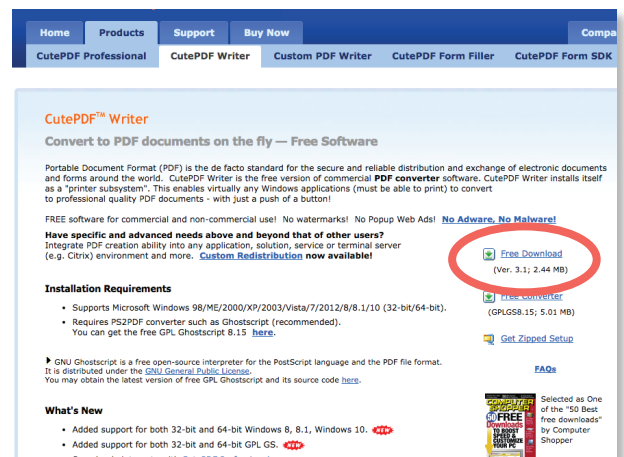 Home Products Support Buy Now Compa
CutePDF Professional CutePDF Writer Custom PDF Writer CutePDF Form Filler CutePDF Form SDK
CutePDF™ Writer
Convert to PDF documents on the fly — Free Software
Portable Document Format (PDF) is the de facto standard for the secure and reliable distribution and exchange of electronic documents
and forms around the world. CutePDF Writer is the free version of commercial PDF converter software. CutePDF Writer installs itself
as a "printer subsystem". This enables virtually any Windows applications (must be able to print) to convert
to professional quality PDF documents - with just a push of a button!
FREE software for commercial and non-commercial use! No watermarks! No Popup Web Ads! No Adware, No Malware!
Have specific and advanced needs above and beyond that of other users?
Integrate PDF creation ability into any application, solution, service or terminal server
(e.g. Citrix) environment and more. Custom Redistribution now available!
Free Download
(Ver. 3.1; 2.44 MB)
Installation Requirements
• Supports Microsoft Windows 98/ME/2000/XP/2003/Vista/7/2012/8/8.1/10 (32-bit/64-bit).
• Requires PS2PDF converter such as Ghostscript (recommended).
You can get the free GPL Ghostscript 8.15 here.
Free Converter
(GPLGS8.15; 5.01 MB)
Get Zipped Setup
GNU Ghostscript is a free open-source interpreter for the PostScript language and the PDF file format.
It is distributed under the GNU General Public License.
You may obtain the latest version of free GPL Ghostscript and its source code here.
FAQs
What's New
• Added support for both 32-bit and 64-bit Windows 8, 8.1, Windows 10. NEW
• Added support for both 32-bit and 64-bit GPL GS. NEW
COMPUTER
SHOPPER
50 FREE
Downloads
TO BOOST
SPEED &
CUSTOMIZE
YOUR PC
Selected as One
of the "50 Best
free downloads"
by Computer
Shopper